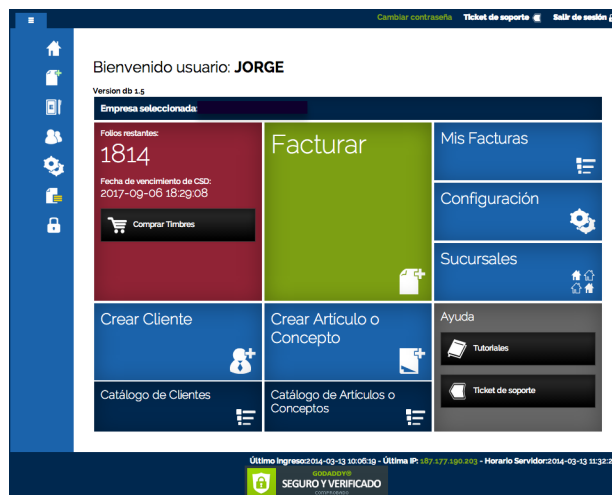 Cambiar contraseña Ticket de soporte Salir de sesión
Bienvenido usuario: JORGE
Version db 1.5
Empresa seleccionada:
Folios restantes:
1814
Fecha de vencimiento de CSD:
2017-09-06 18:29:08
Comprar Timbres
Facturar
Mis Facturas
Configuración
Sucursales
Crear Cliente
Crear Artículo o
Concepto
Ayuda
Tutoriales
Ticket de soporte
Catálogo de Clientes
Catálogo de Artículos o
Conceptos
Último ingreso:2014-03-13 10:06:19 - Última IP: 187.177.190.203 - Horario Servidor:2014-03-13 11:32:2
GODADDY®
SEGURO Y VERIFICADO